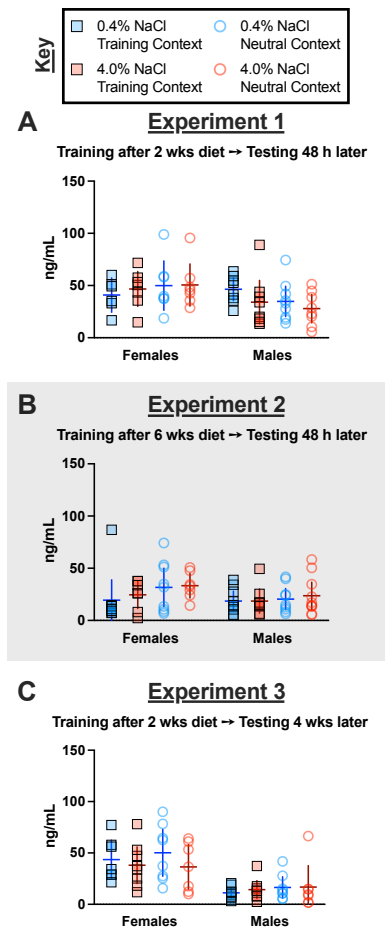 Key
0.4% NaCl
Training Context
0.4% NaCl
Neutral Context
4.0% NaCl
Training Context
4.0% NaCl
Neutral Context
A
Experiment 1
Training after 2 wks diet → Testing 48 h later
150
100
50
0
ng/mL
Females
Males
B
Experiment 2
Training after 6 wks diet → Testing 48 h later
150
100
50
0
ng/mL
Females
Males
C
Experiment 3
Training after 2 wks diet → Testing 4 wks later
150
100
50
0
ng/mL
Females
Males